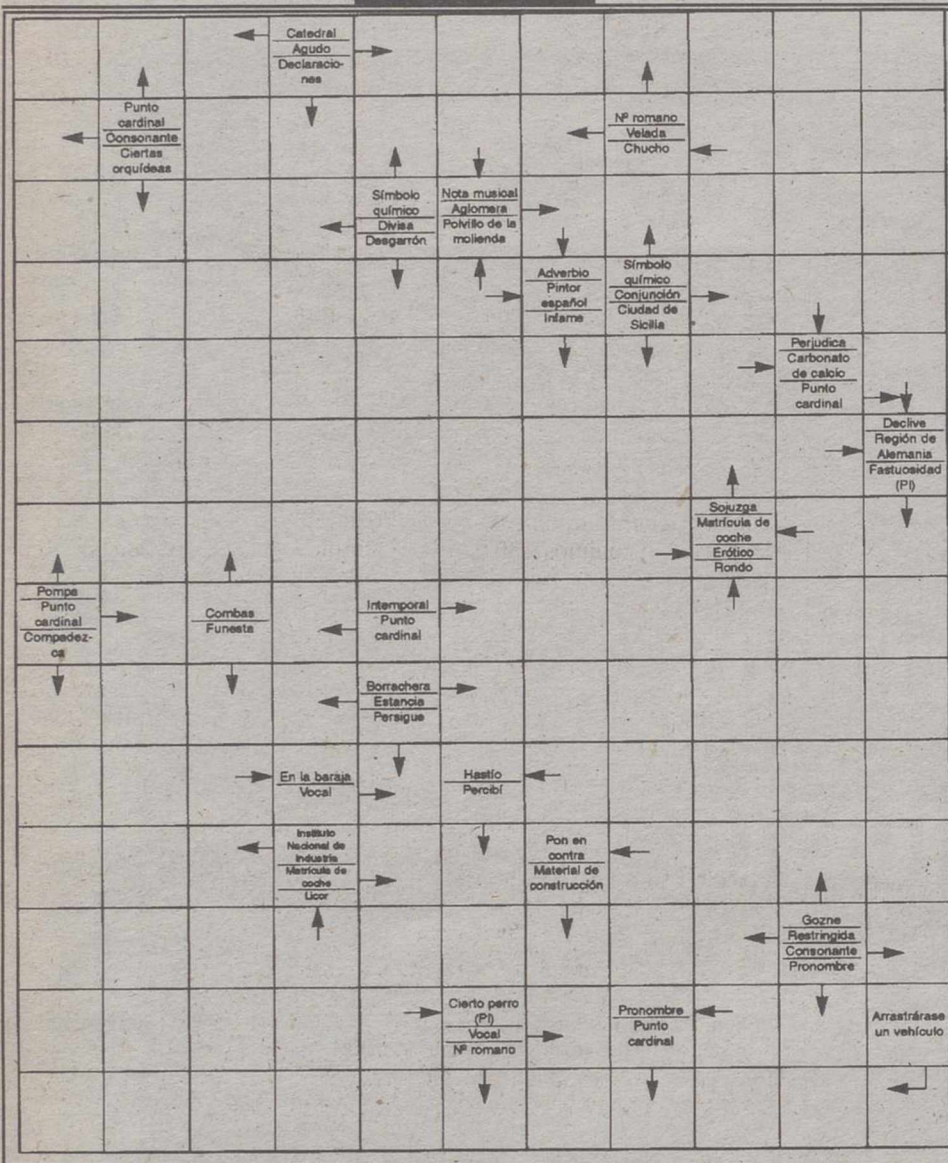 Catedral
Agudo
Declaracio-
nes
Punto
cardinal
Consonante
Ciertas
orquídeas
Nº romano
Velada
Chucho
Símbolo
químico
Divisa
Desgarrón
Nota musical
Aglomera
Polvillo de la
molienda
Adverbio
Pintor
español
Infame
Símbolo
químico
Conjunción
Ciudad de
Sicilia
Perjudica
Carbonato
de calcio
Punto
cardinal
Declive
Región de
Alemania
Fastuosidad
(Pl)
Sojuzga
Matrícula de
coche
Erótico
Rondo
Pompa
Punto
cardinal
Compadez-
ca
Combas
Funesta
Intemporal
Punto
cardinal
Borrachera
Estancia
Persigue
En la baraja
Vocal
Hastío
Percibí
Instituto
Nacional de
Industria
Matrícula de
coche
Licor
Pon en
contra
Material de
construcción
Gozne
Restringida
Consonante
Pronombre
Cierto perro
(Pl)
Vocal
Nº romano
Pronombre
Punto
cardinal
Arrastrárase
un vehículo